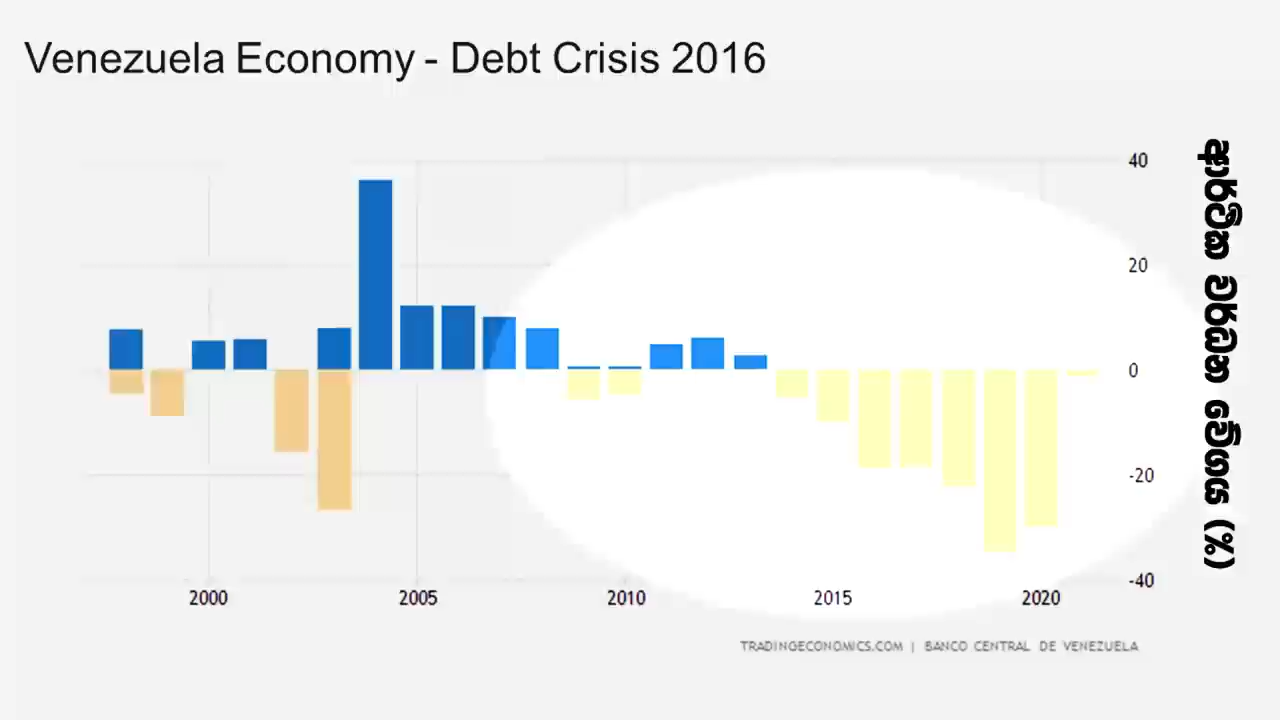 Venezuela Economy - Debt Crisis 2016
40
20
0
-20
-40
2000 2005 2010 2015 2020
ආර්ථික වර්ධන වේගය (%)
TRADINGECONOMICS.COM | BANCO CENTRAL DE VENEZUELA